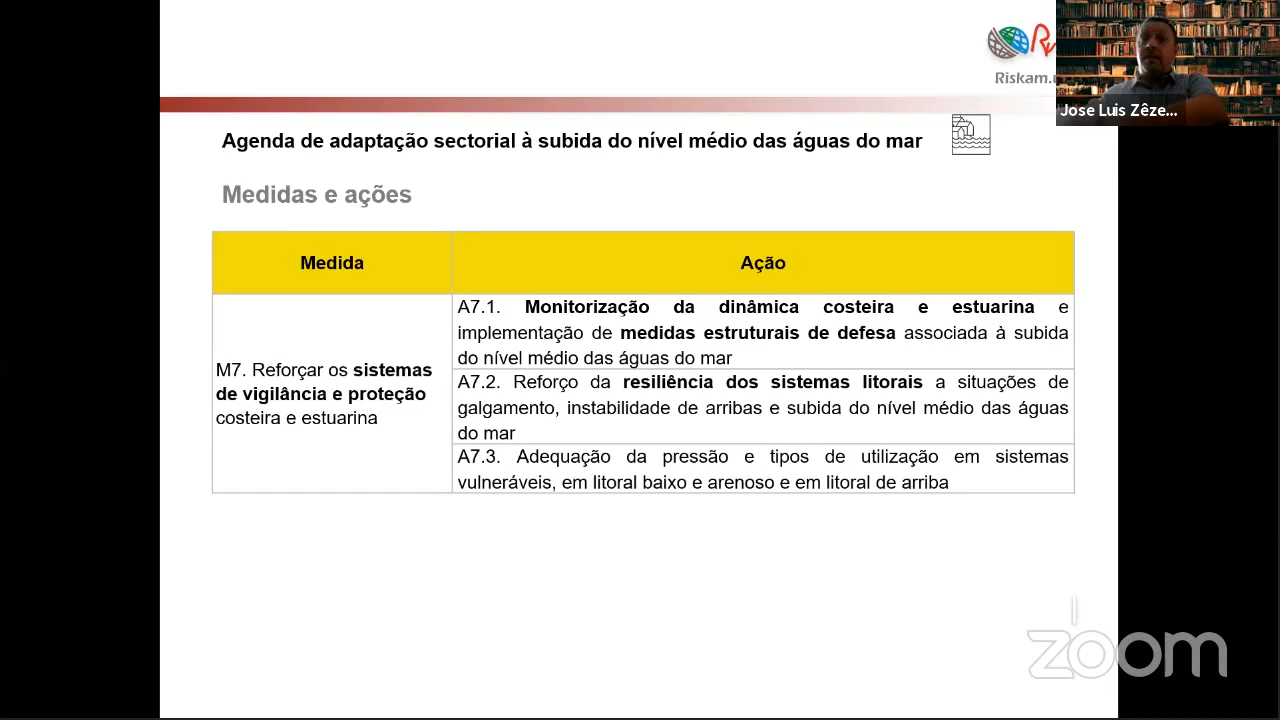 Riskam.u
Jose Luis Zêze...
Agenda de adaptação sectorial à subida do nível médio das águas do mar
Medidas e ações
Medida
Ação
M7. Reforçar os sistemas
de vigilância e proteção
costeira e estuarina
A7.1. Monitorização da dinâmica costeira e estuarina e
implementação de medidas estruturais de defesa associada à subida
do nível médio das águas do mar
A7.2. Reforço da resiliência dos sistemas litorais a situações de
galgamento, instabilidade de arribas e subida do nível médio das águas
do mar
A7.3. Adequação da pressão e tipos de utilização em sistemas
vulneráveis, em litoral baixo e arenoso e em litoral de arriba
zoom